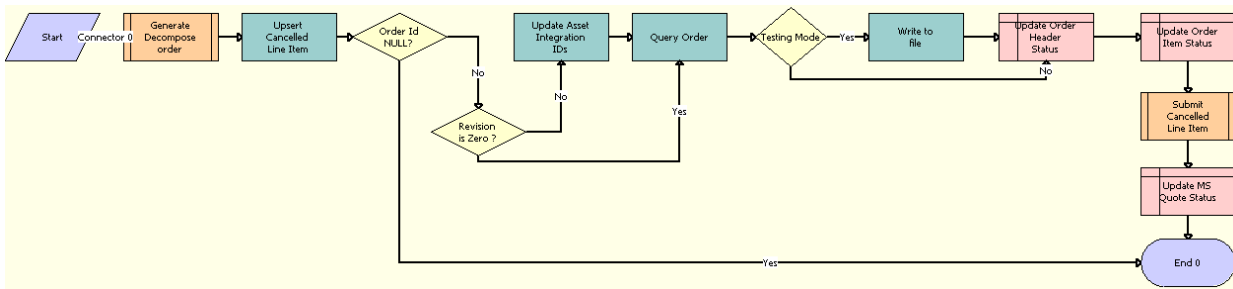 Start
Connector 0
Generate
Decompose
order
Upsert
Cancelled
Line Item
Order Id
NULL?
Update Asset
Integration
IDs
Query Order
Testing Mode
Yes
Write to
file
Update Order
Header
Status
Update Order
Item Status
No
No
No
Yes
Revision
is Zero ?
Submit
Cancelled
Line Item
Update MS
Quote Status
Yes
End 0